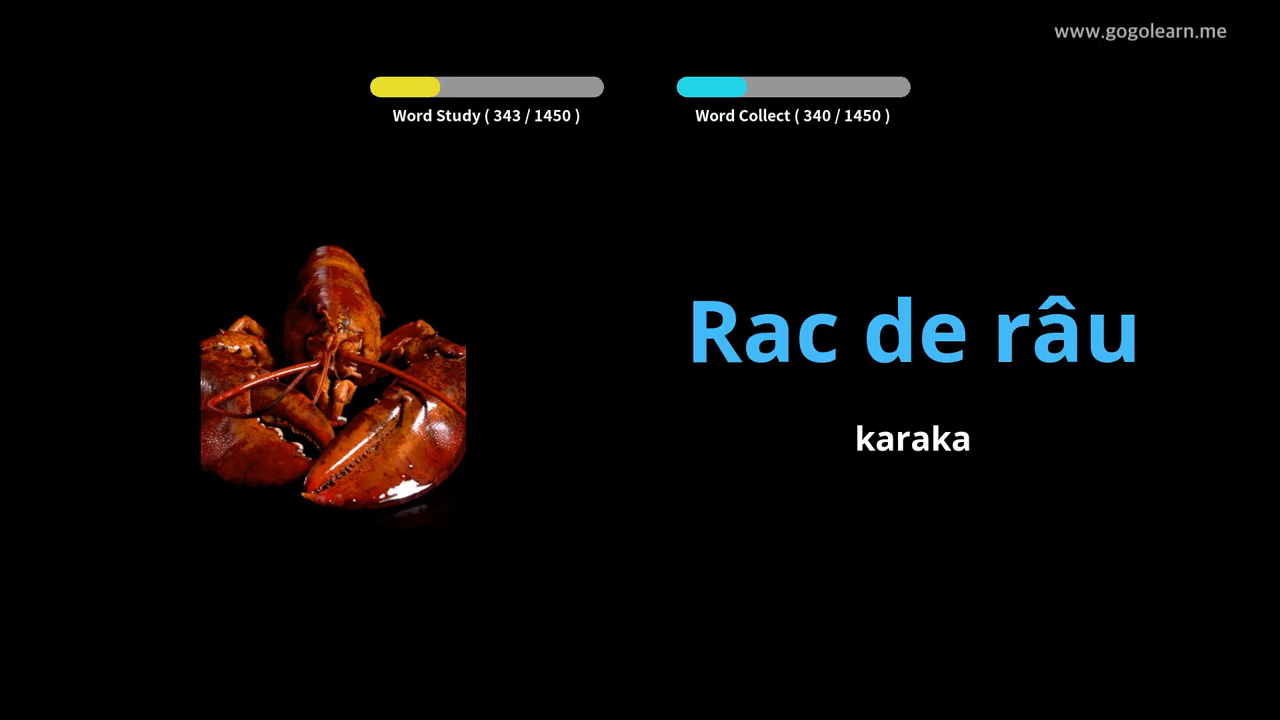 www.gogolearn.me
Word Study ( 343 / 1450 )
Word Collect ( 340 / 1450 )
Rac de râu
karaka